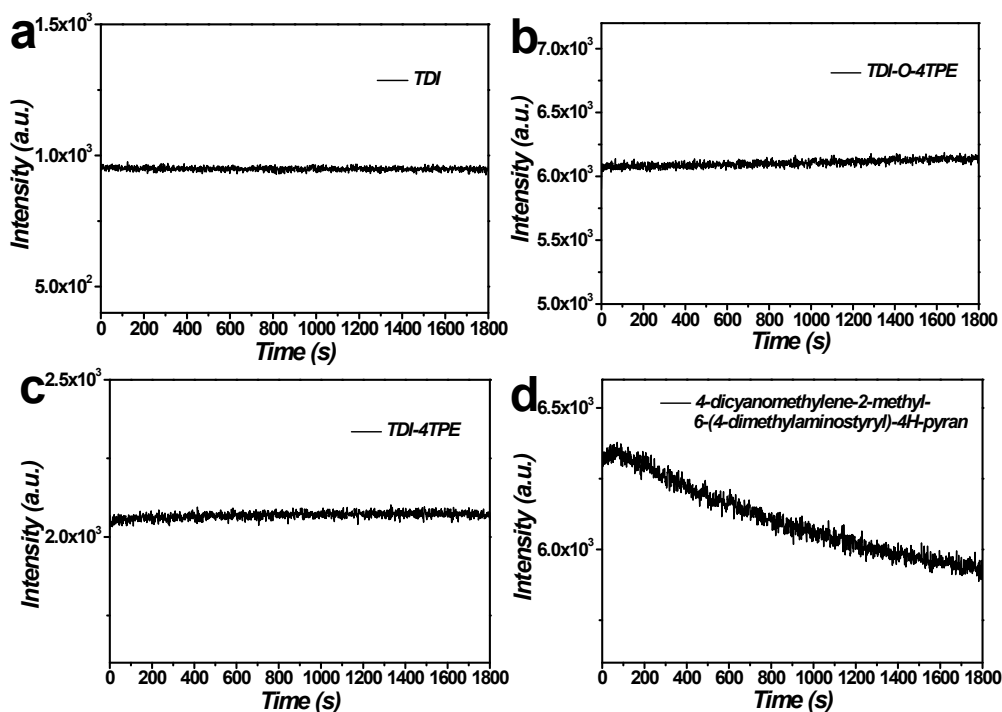 a
1.5x10³
1.0x10³
5.0x10²
Intensity (a.u.)
TDI
0 200 400 600 800 1000 1200 1400 1600 1800
Time (s)
b
7.0x10³
6.5x10³
6.0x10³
5.5x10³
5.0x10³
Intensity (a.u.)
TDI-O-4TPE
0 200 400 600 800 1000 1200 1400 1600 1800
Time (s)
c
2.5x10³
2.0x10³
Intensity (a.u.)
TDI-4TPE
0 200 400 600 800 1000 1200 1400 1600 1800
Time (s)
d
6.5x10³
6.0x10³
Intensity (a.u.)
4-dicyanomethylene-2-methyl-
6-(4-dimethylaminostyryl)-4H-pyran
0 200 400 600 800 1000 1200 1400 1600 1800
Time (s)